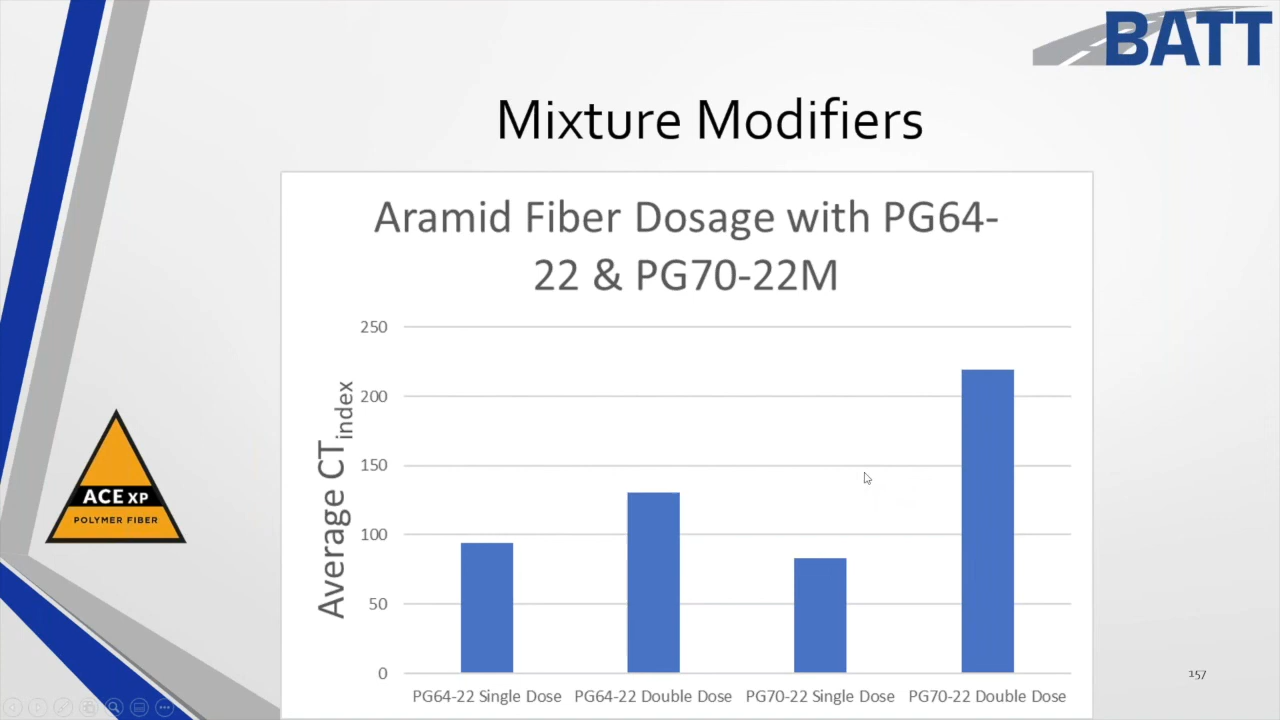 BATT
Mixture Modifiers
Aramid Fiber Dosage with PG64-
22 & PG70-22M
250
200
150
100
50
0
Average CTindex
PG64-22 Single Dose
PG64-22 Double Dose
PG70-22 Single Dose
PG70-22 Double Dose
ACE XP
POLYMER FIBER
157